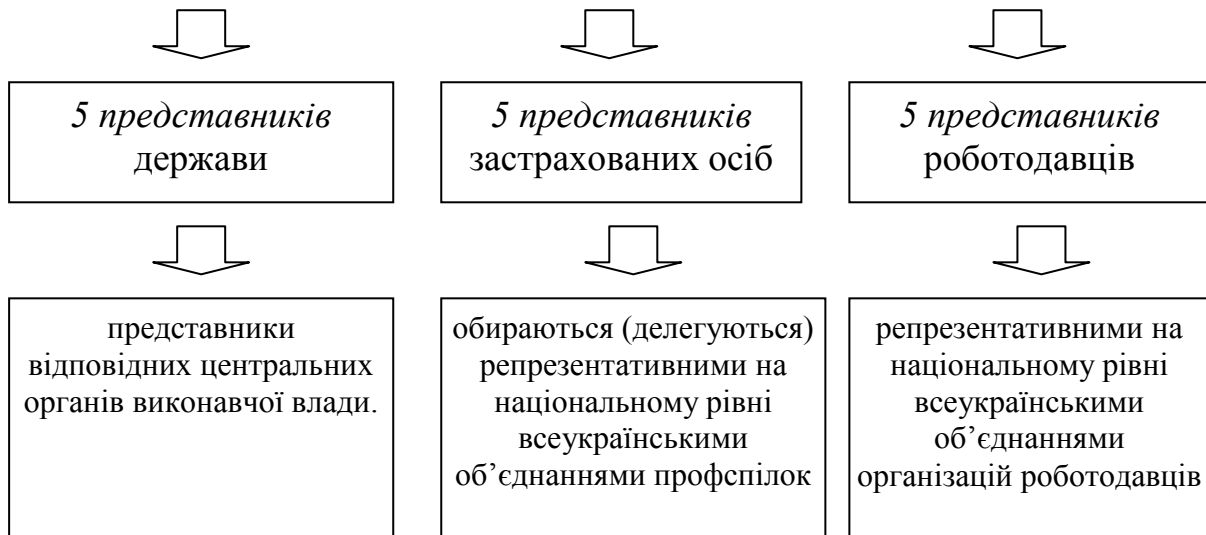 5 представників
держави
5 представників
застрахованих осіб
5 представників
роботодавців
представники
відповідних центральних
органів виконавчої влади.
обираються (делегуються)
репрезентативними на
національному рівні
всеукраїнськими
об’єднаннями профспілок
репрезентативними на
національному рівні
всеукраїнськими
об’єднаннями
організацій роботодавців